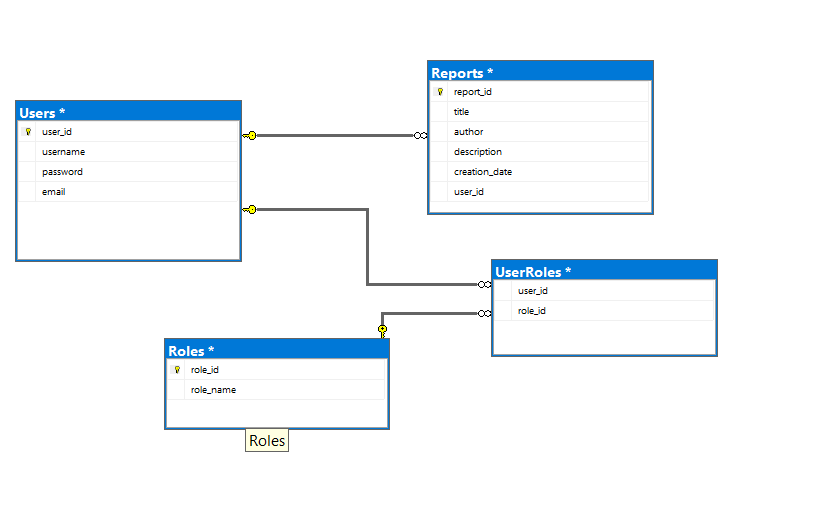 Users *
user_id
username
password
email
Reports *
report_id
title
author
description
creation_date
user_id
UserRoles *
user_id
role_id
Roles *
role_id
role_name
Roles